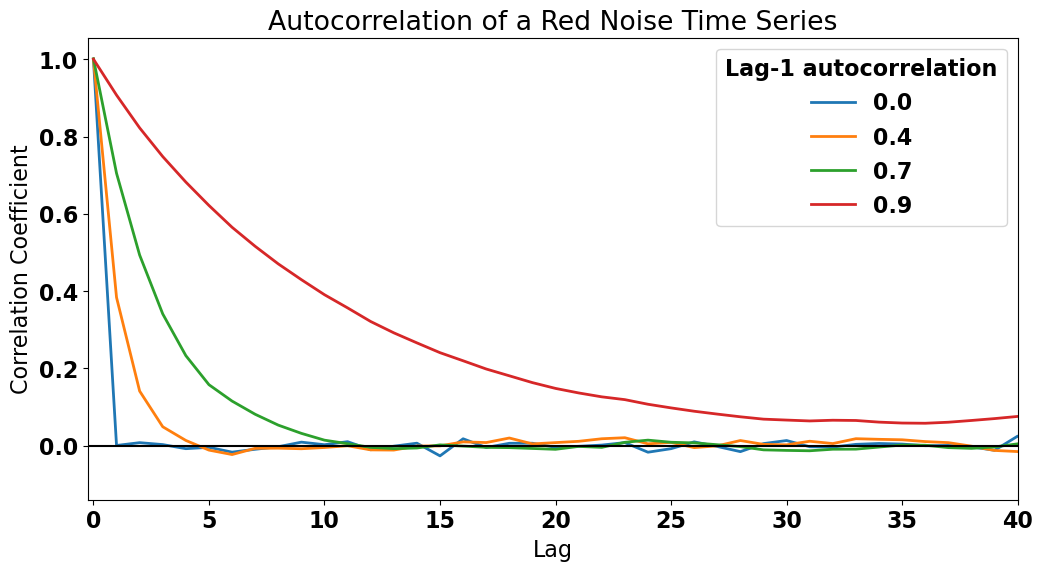 Autocorrelation of a Red Noise Time Series
Correlation Coefficient
1.0
0.8
0.6
0.4
0.2
0.0
Lag-1 autocorrelation
0.0
0.4
0.7
0.9
0 5 10 15 20 25 30 35 40
Lag